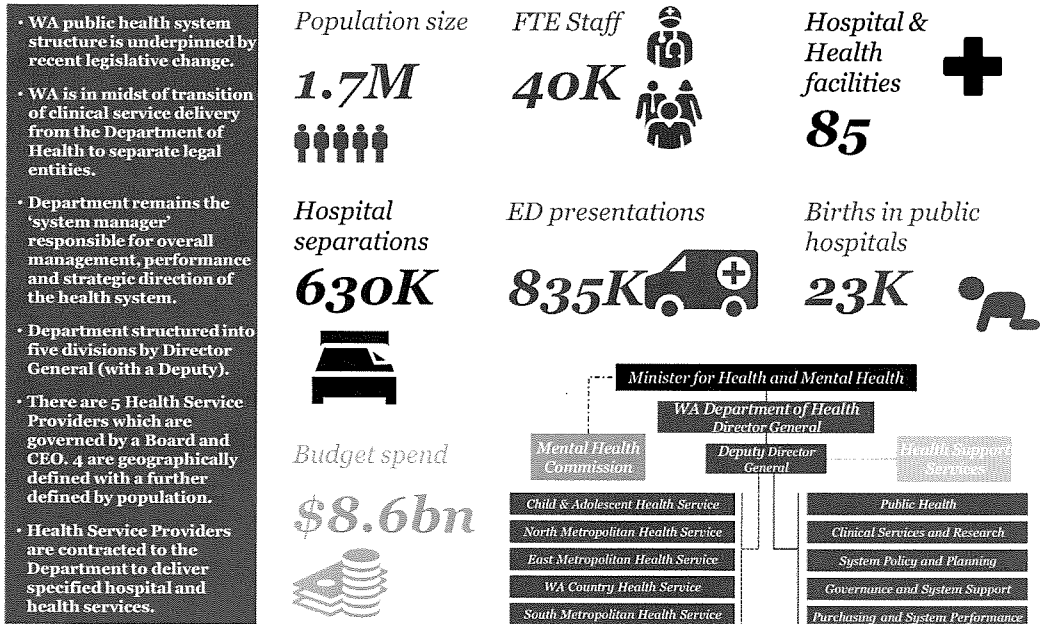 • WA public health system
structure is underpinned by
recent legislative change.
• WA is in midst of transition
of clinical service delivery
from the Department of
Health to separate legal
entities.
• Department remains the
'system manager'
responsible for overall
management, performance
and strategic direction of
the health system.
• Department structured into
five divisions by Director
General (with a Deputy).
• There are 5 Health Service
Providers which are
governed by a Board and
CEO. 4 are geographically
defined with a further
defined by population.
• Health Service Providers
are contracted to the
Department to deliver
specified hospital and
health services.
Population size
1.7M
FTE Staff
40K
Hospital &
Health
facilities
85
Hospital
separations
630K
ED presentations
835K
Births in public
hospitals
23K
Budget spend
$8.6bn
Minister for Health and Mental Health
WA Department of Health
Director General
Mental Health
Commission
Deputy Director
General
Health Support
Services
Child & Adolescent Health Service
North Metropolitan Health Service
East Metropolitan Health Service
WA Country Health Service
South Metropolitan Health Service
Public Health
Clinical Services and Research
System Policy and Planning
Governance and System Support
Purchasing and System Performance